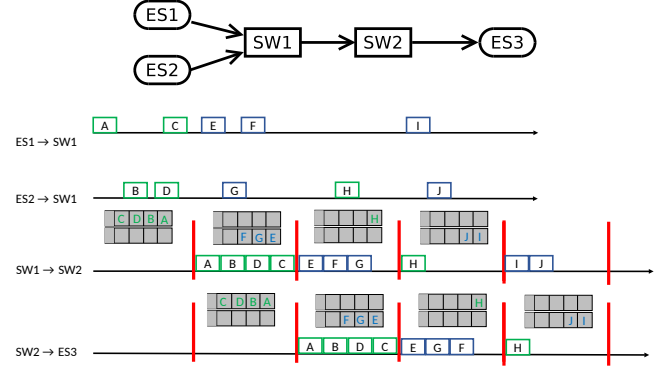 ES1
ES2
SW1
SW2
ES3
A C E F I
ES1 → SW1
B D G H J
ES2 → SW1
C D B A
F G E
H
J I
SW1 → SW2
A B D C E F G H I J
C D B A
F G E
H
J I
SW2 → ES3
A B D C E G F H